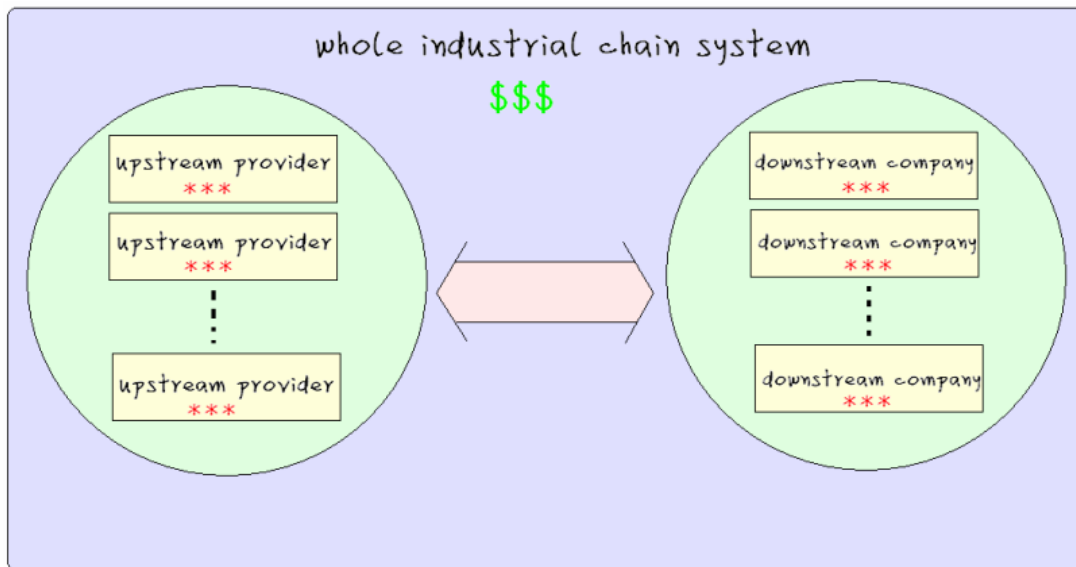 whole industrial chain system
$$$
upstream provider
***
upstream provider
***
upstream provider
***
downstream company
***
downstream company
***
downstream company
***